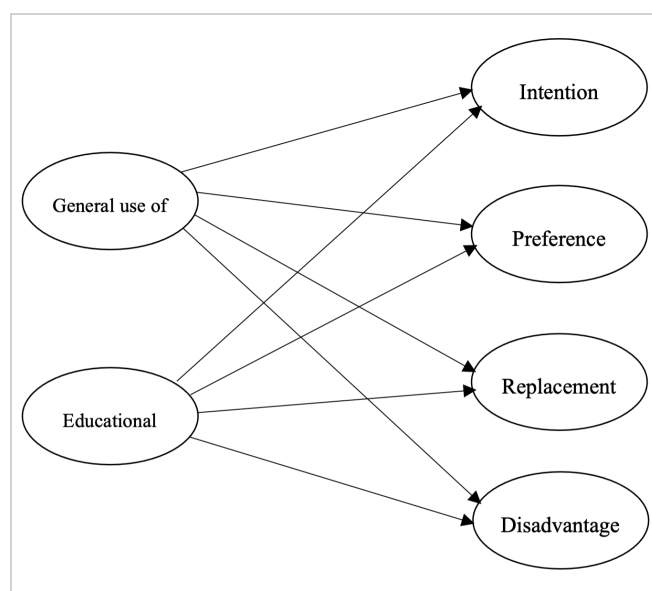 Intention
General use of
Preference
Replacement
Educational
Disadvantage